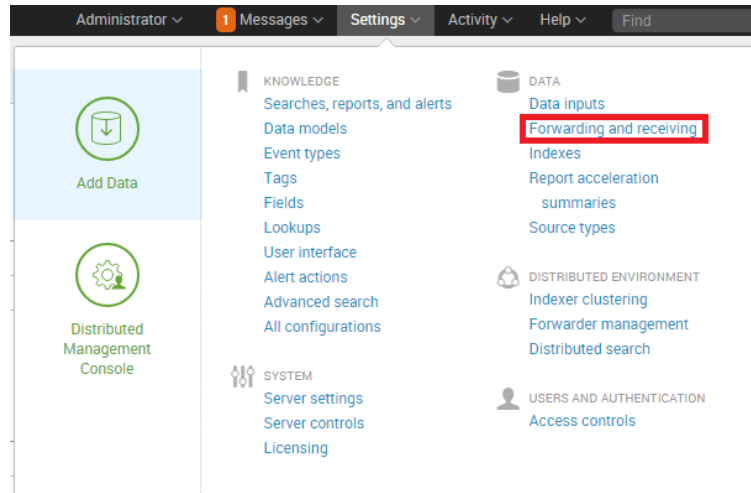 Administrator 1 Messages Settings Activity Help Find
Add Data
Distributed
Management
Console
KNOWLEDGE
Searches, reports, and alerts
Data models
Event types
Tags
Fields
Lookups
User interface
Alert actions
Advanced search
All configurations
SYSTEM
Server settings
Server controls
Licensing
DATA
Data inputs
Forwarding and receiving
Indexes
Report acceleration
summaries
Source types
DISTRIBUTED ENVIRONMENT
Indexer clustering
Forwarder management
Distributed search
USERS AND AUTHENTICATION
Access controls